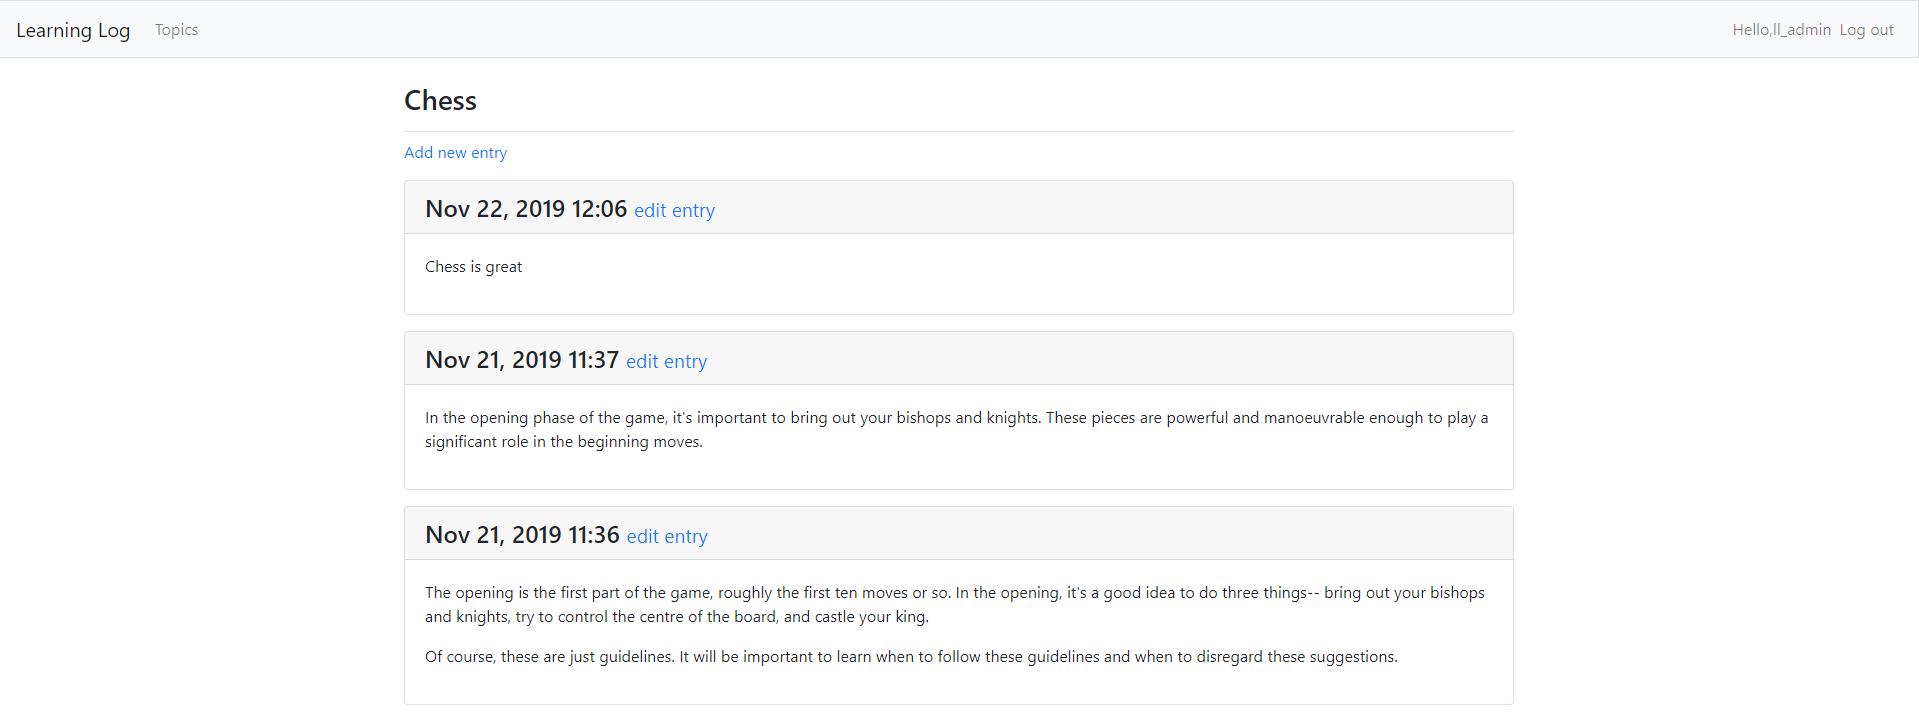 Learning Log Topics Hello,ll_admin Log out
Chess
Add new entry
Nov 22, 2019 12:06 edit entry
Chess is great
Nov 21, 2019 11:37 edit entry
In the opening phase of the game, it's important to bring out your bishops and knights. These pieces are powerful and manoeuvrable enough to play a
significant role in the beginning moves.
Nov 21, 2019 11:36 edit entry
The opening is the first part of the game, roughly the first ten moves or so. In the opening, it's a good idea to do three things-- bring out your bishops
and knights, try to control the centre of the board, and castle your king.
Of course, these are just guidelines. It will be important to learn when to follow these guidelines and when to disregard these suggestions.